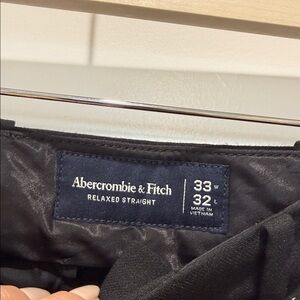 Abercrombie & Fitch
RELAXED STRAIGHT
33 W
32 L
MADE IN
VIETNAM